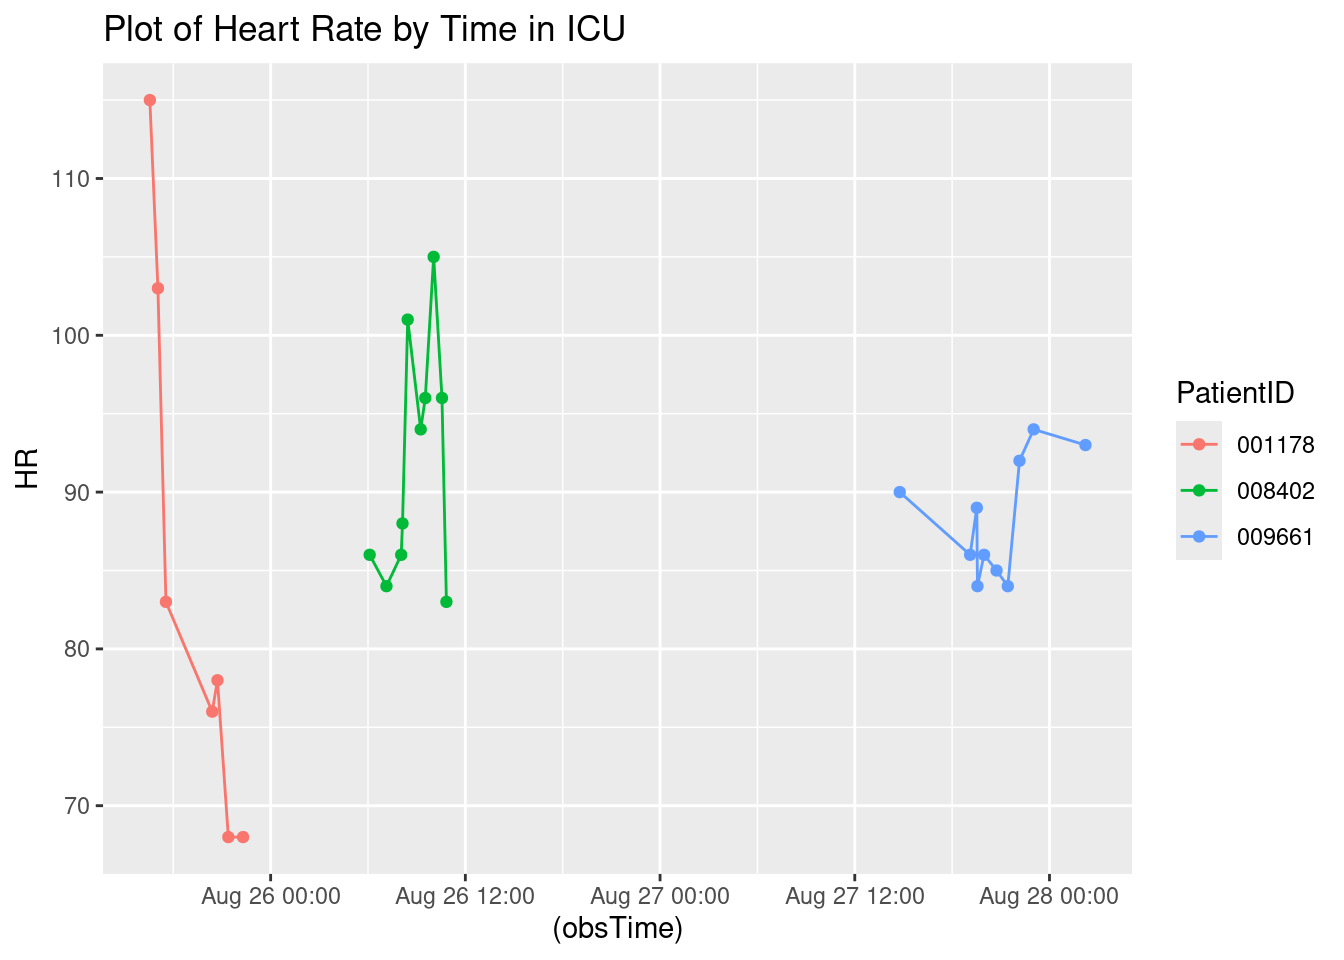 Plot of Heart Rate by Time in ICU
HR
110
100
90
80
70
Aug 26 00:00
Aug 26 12:00
Aug 27 00:00
Aug 27 12:00
Aug 28 00:00
(obsTime)
PatientID
001178
008402
009661